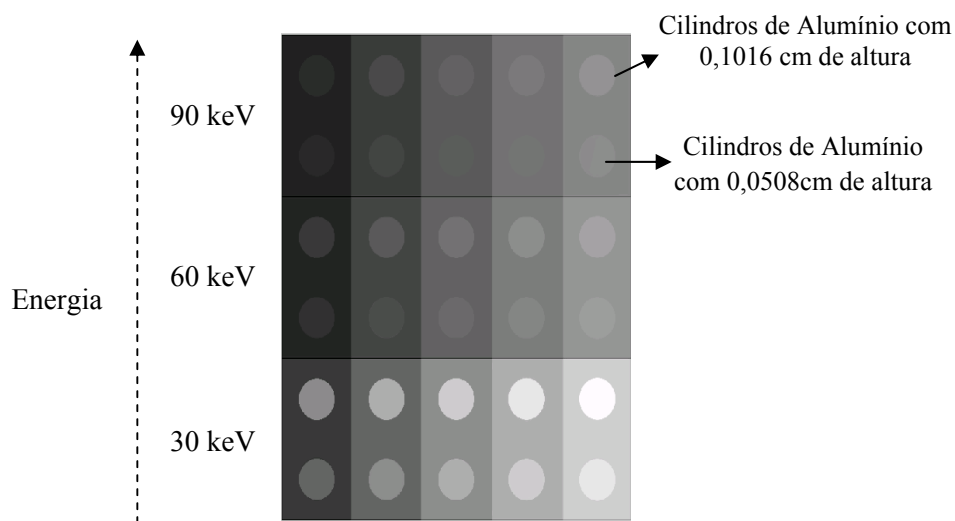 Cilindros de Alumínio com
0,1016 cm de altura
90 keV
Cilindros de Alumínio
com 0,0508cm de altura
60 keV
Energia
30 keV